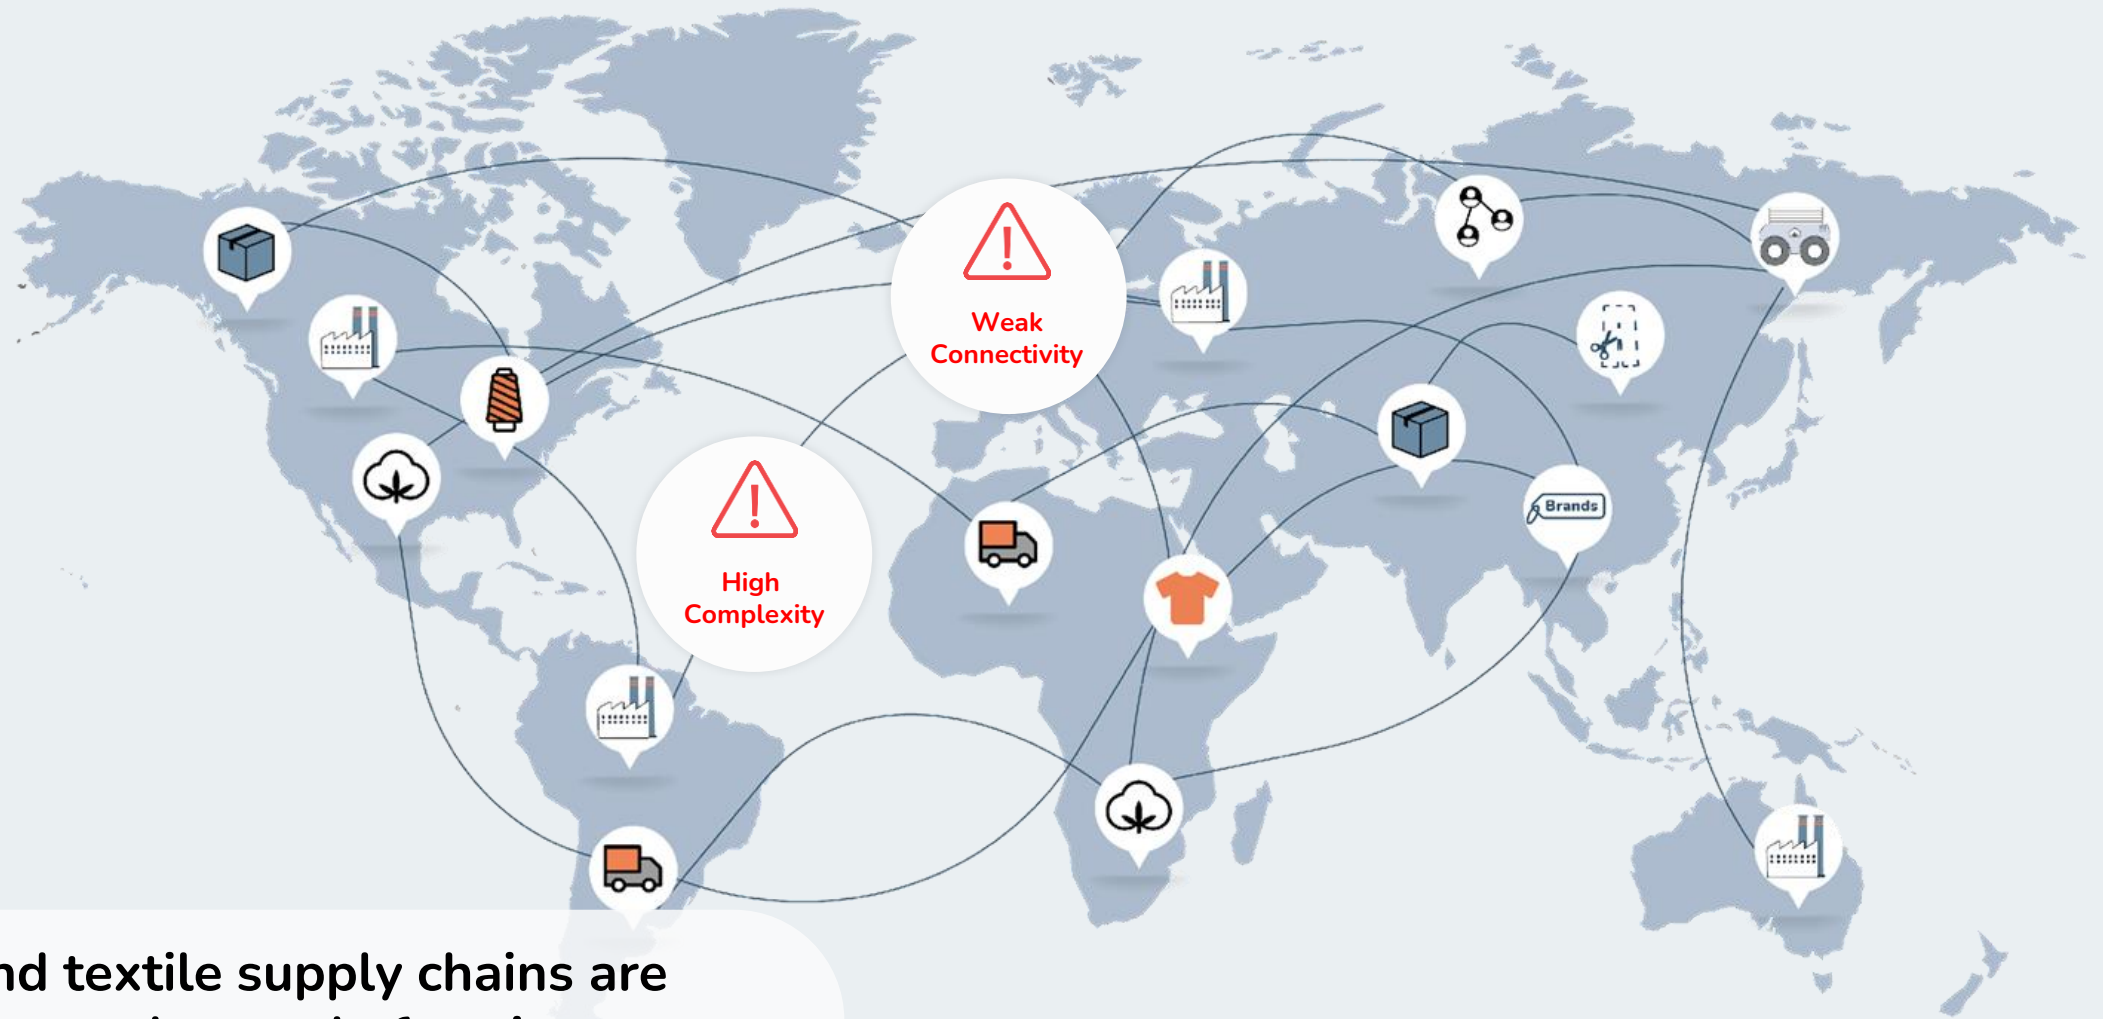 Weak
Connectivity
High
Complexity
Brands
nd textile supply chains are